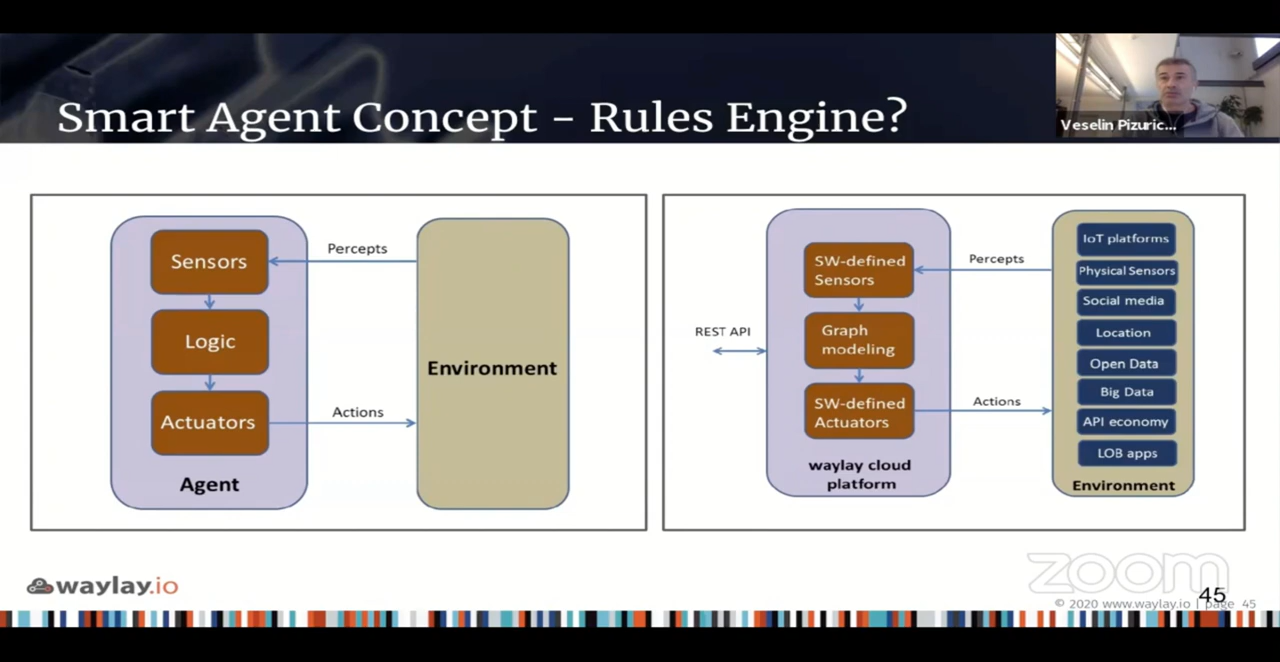 Smart Agent Concept – Rules Engine?
Veselin Pizuric...
Sensors
Logic
Actuators
Agent
Percepts
Actions
Environment
REST API
SW-defined
Sensors
Graph
modeling
SW-defined
Actuators
waylay cloud
platform
Percepts
Actions
IoT platforms
Physical Sensors
Social media
Location
Open Data
Big Data
API economy
LOB apps
Environment
waylay.io
zoom
45
© 2020 www.waylay.io | page 45